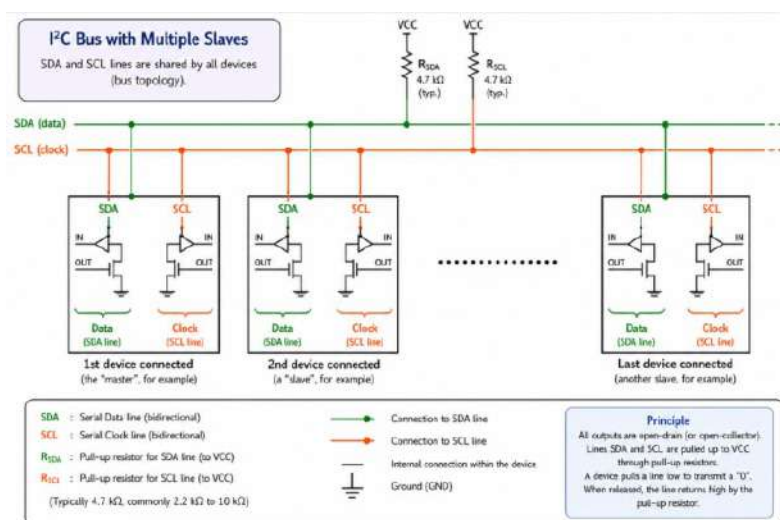 I²C Bus with Multiple Slaves
SDA and SCL lines are shared by all devices
(bus topology).
VCC
VCC
RSDA
4.7 kΩ
(typ.)
RSCL
4.7 kΩ
(typ.)
SDA (data)
SCL (clock)
SDA
SCL
IN
IN
OUT
OUT
Data
(SDA line)
Clock
(SCL line)
1st device connected
(the "master", for example)
SDA
SCL
IN
IN
OUT
OUT
Data
(SDA line)
Clock
(SCL line)
2nd device connected
(a "slave", for example)
SDA
SCL
IN
IN
OUT
OUT
Data
(SDA line)
Clock
(SCL line)
Last device connected
(another slave, for example)
SDA : Serial Data line (bidirectional)
SCL : Serial Clock line (bidirectional)
RSDA : Pull-up resistor for SDA line (to VCC)
RSCL : Pull-up resistor for SCL line (to VCC)
(Typically 4.7 kΩ, commonly 2.2 kΩ to 10 kΩ)
Connection to SDA line
Connection to SCL line
Internal connection within the device
Ground (GND)
Principle
All outputs are open-drain (or open-collector).
Lines SDA and SCL are pulled up to VCC
through pull-up resistors.
A device pulls a line low to transmit a "0".
When released, the line returns high by the
pull-up resistor.